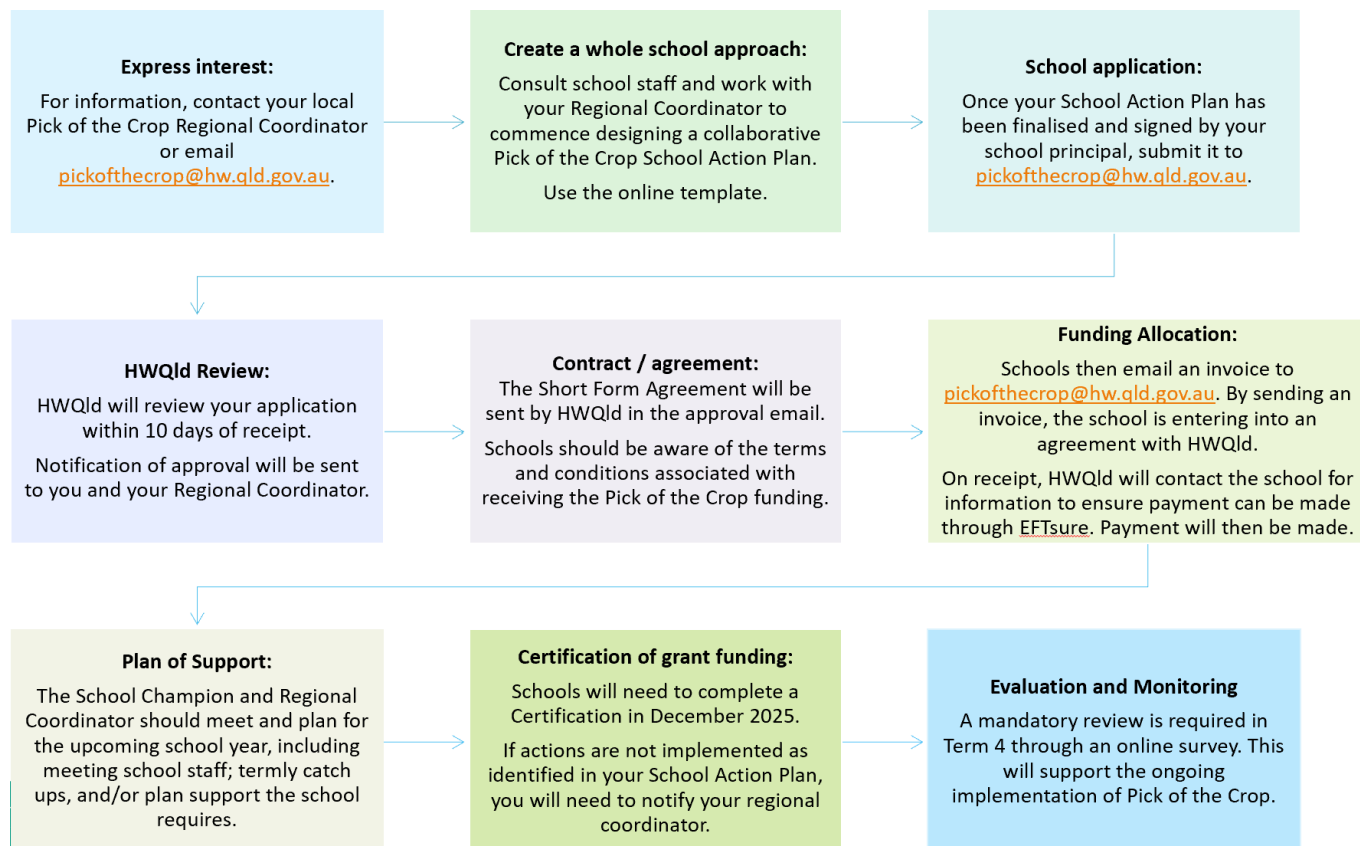 Express interest:
For information, contact your local
Pick of the Crop Regional Coordinator
or email
pickofthecrop@hw.qld.gov.au.
Create a whole school approach:
Consult school staff and work with
your Regional Coordinator to
commence designing a collaborative
Pick of the Crop School Action Plan.
Use the online template.
School application:
Once your School Action Plan has
been finalised and signed by your
school principal, submit it to
pickofthecrop@hw.qld.gov.au.
HWQld Review:
HWQld will review your application
within 10 days of receipt.
Notification of approval will be sent
to you and your Regional Coordinator.
Contract / agreement:
The Short Form Agreement will be
sent by HWQld in the approval email.
Schools should be aware of the terms
and conditions associated with
receiving the Pick of the Crop funding.
Funding Allocation:
Schools then email an invoice to
pickofthecrop@hw.qld.gov.au. By sending an
invoice, the school is entering into an
agreement with HWQld.
On receipt, HWQld will contact the school for
information to ensure payment can be made
through EFTsure. Payment will then be made.
Plan of Support:
The School Champion and Regional
Coordinator should meet and plan for
the upcoming school year, including
meeting school staff; termly catch
ups, and/or plan support the school
requires.
Certification of grant funding:
Schools will need to complete a
Certification in December 2025.
If actions are not implemented as
identified in your School Action Plan,
you will need to notify your regional
coordinator.
Evaluation and Monitoring
A mandatory review is required in
Term 4 through an online survey. This
will support the ongoing
implementation of Pick of the Crop.